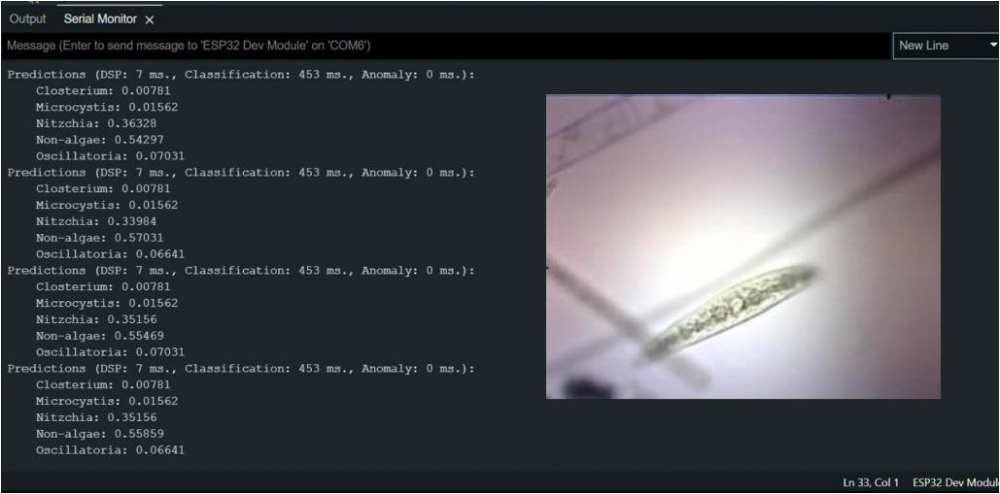 Output Serial Monitor ×
Message (Enter to send message to 'ESP32 Dev Module' on 'COM6')
New Line
Predictions (DSP: 7 ms., Classification: 453 ms., Anomaly: 0 ms.):
Closterium: 0.00781
Microcystis: 0.01562
Nitzchia: 0.36328
Non-algae: 0.54297
Oscillatoria: 0.07031
Predictions (DSP: 7 ms., Classification: 453 ms., Anomaly: 0 ms.):
Closterium: 0.00781
Microcystis: 0.01562
Nitzchia: 0.33984
Non-algae: 0.57031
Oscillatoria: 0.06641
Predictions (DSP: 7 ms., Classification: 453 ms., Anomaly: 0 ms.):
Closterium: 0.00781
Microcystis: 0.01562
Nitzchia: 0.35156
Non-algae: 0.55469
Oscillatoria: 0.07031
Predictions (DSP: 7 ms., Classification: 453 ms., Anomaly: 0 ms.):
Closterium: 0.00781
Microcystis: 0.01562
Nitzchia: 0.35156
Non-algae: 0.55859
Oscillatoria: 0.06641
Ln 33, Col 1 ESP32 Dev Modul